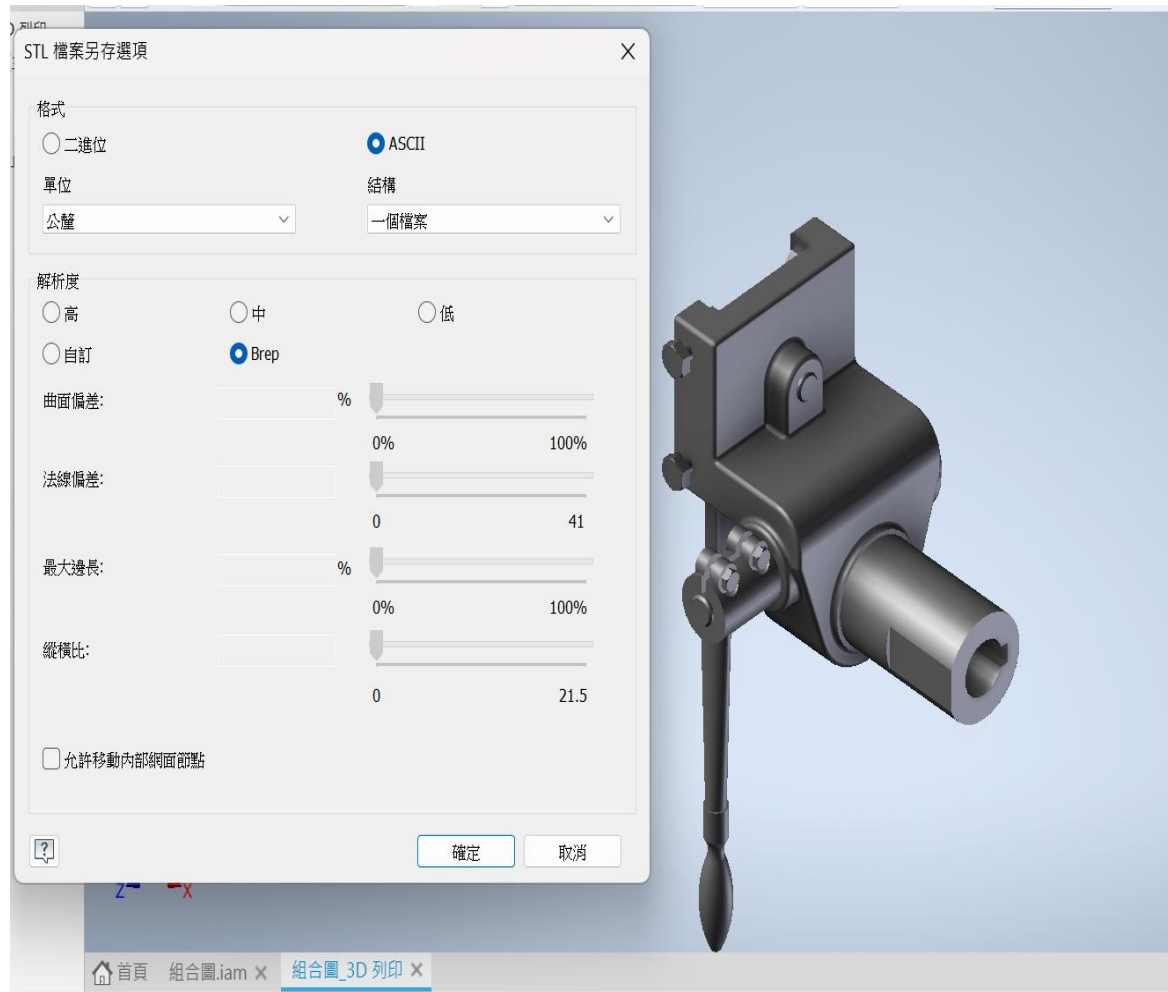 STL 檔案另存選項
格式
二進位
ASCII
單位
結構
公釐
一個檔案
解析度
高
中
低
自訂
Brep
曲面偏差:
%
0%
100%
法線偏差:
0
41
最大邊長:
%
0%
100%
縱橫比:
0
21.5
允許移動內部網面節點
?
確定
取消
Z
X
首頁
組合圖.iam
組合圖_3D 列印